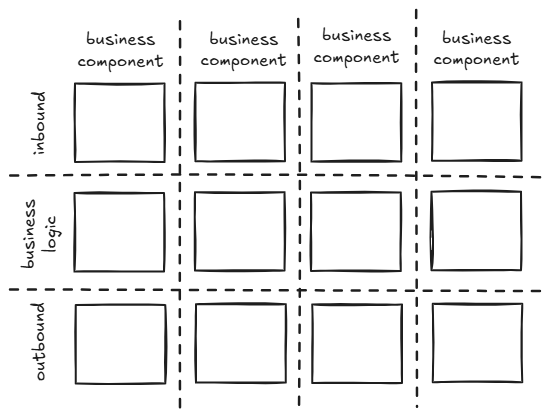 business
component
business
component
business
component
business
component
inbound
business
logic
outbound